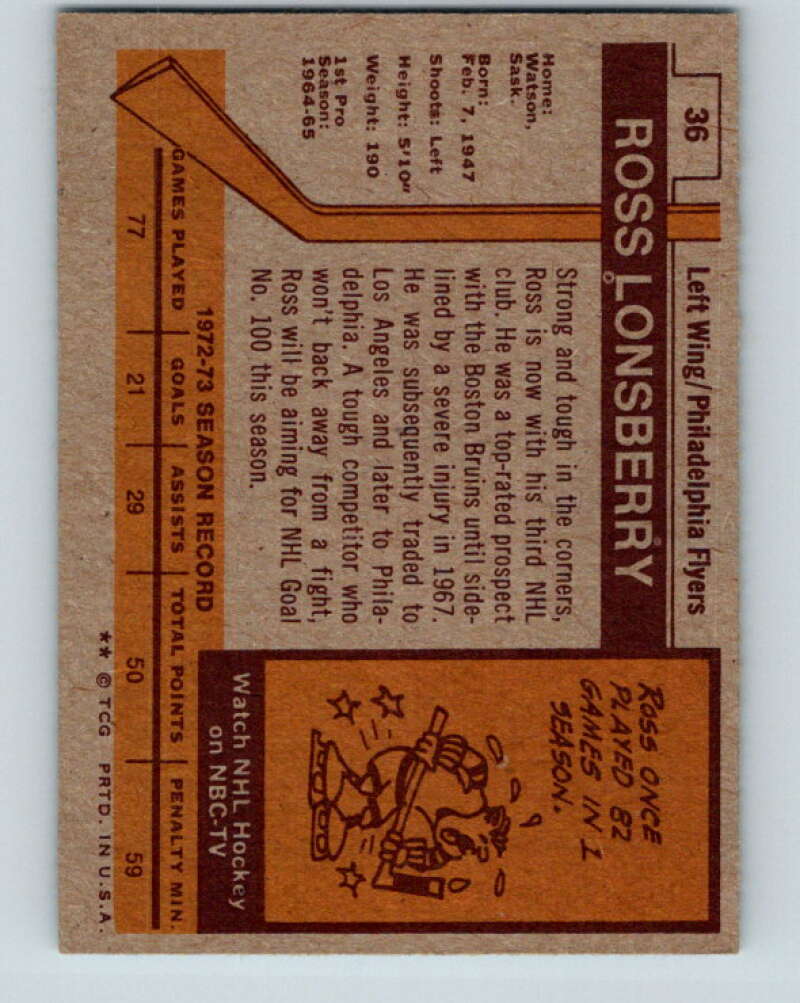 36
Left Wing/Philadelphia Flyers
ROSS LONSBERRY
Home:
Watson,
Sask.
Born:
Feb. 7, 1947
Shoots: Left
Height: 5'10"
Weight: 190
1st Pro
Season:
1964-65
Strong and tough in the corners,
Ross is now with his third NHL
club. He was a top-rated prospect
with the Boston Bruins until side-
lined by a severe injury in 1967.
He was subsequently traded to
Los Angeles and later to Phila-
delphia. A tough competitor who
won't back away from a fight,
Ross will be aiming for NHL Goal
No. 100 this season.
ROSS ONCE
PLAYED 82
GAMES IN 1
SEASON.
Watch NHL Hockey
on NBC-TV
1972-73 SEASON RECORD
GAMES PLAYED GOALS ASSISTS TOTAL POINTS PENALTY MIN.
77 21 29 50 59
** © TCG PRTD. IN U.S.A.